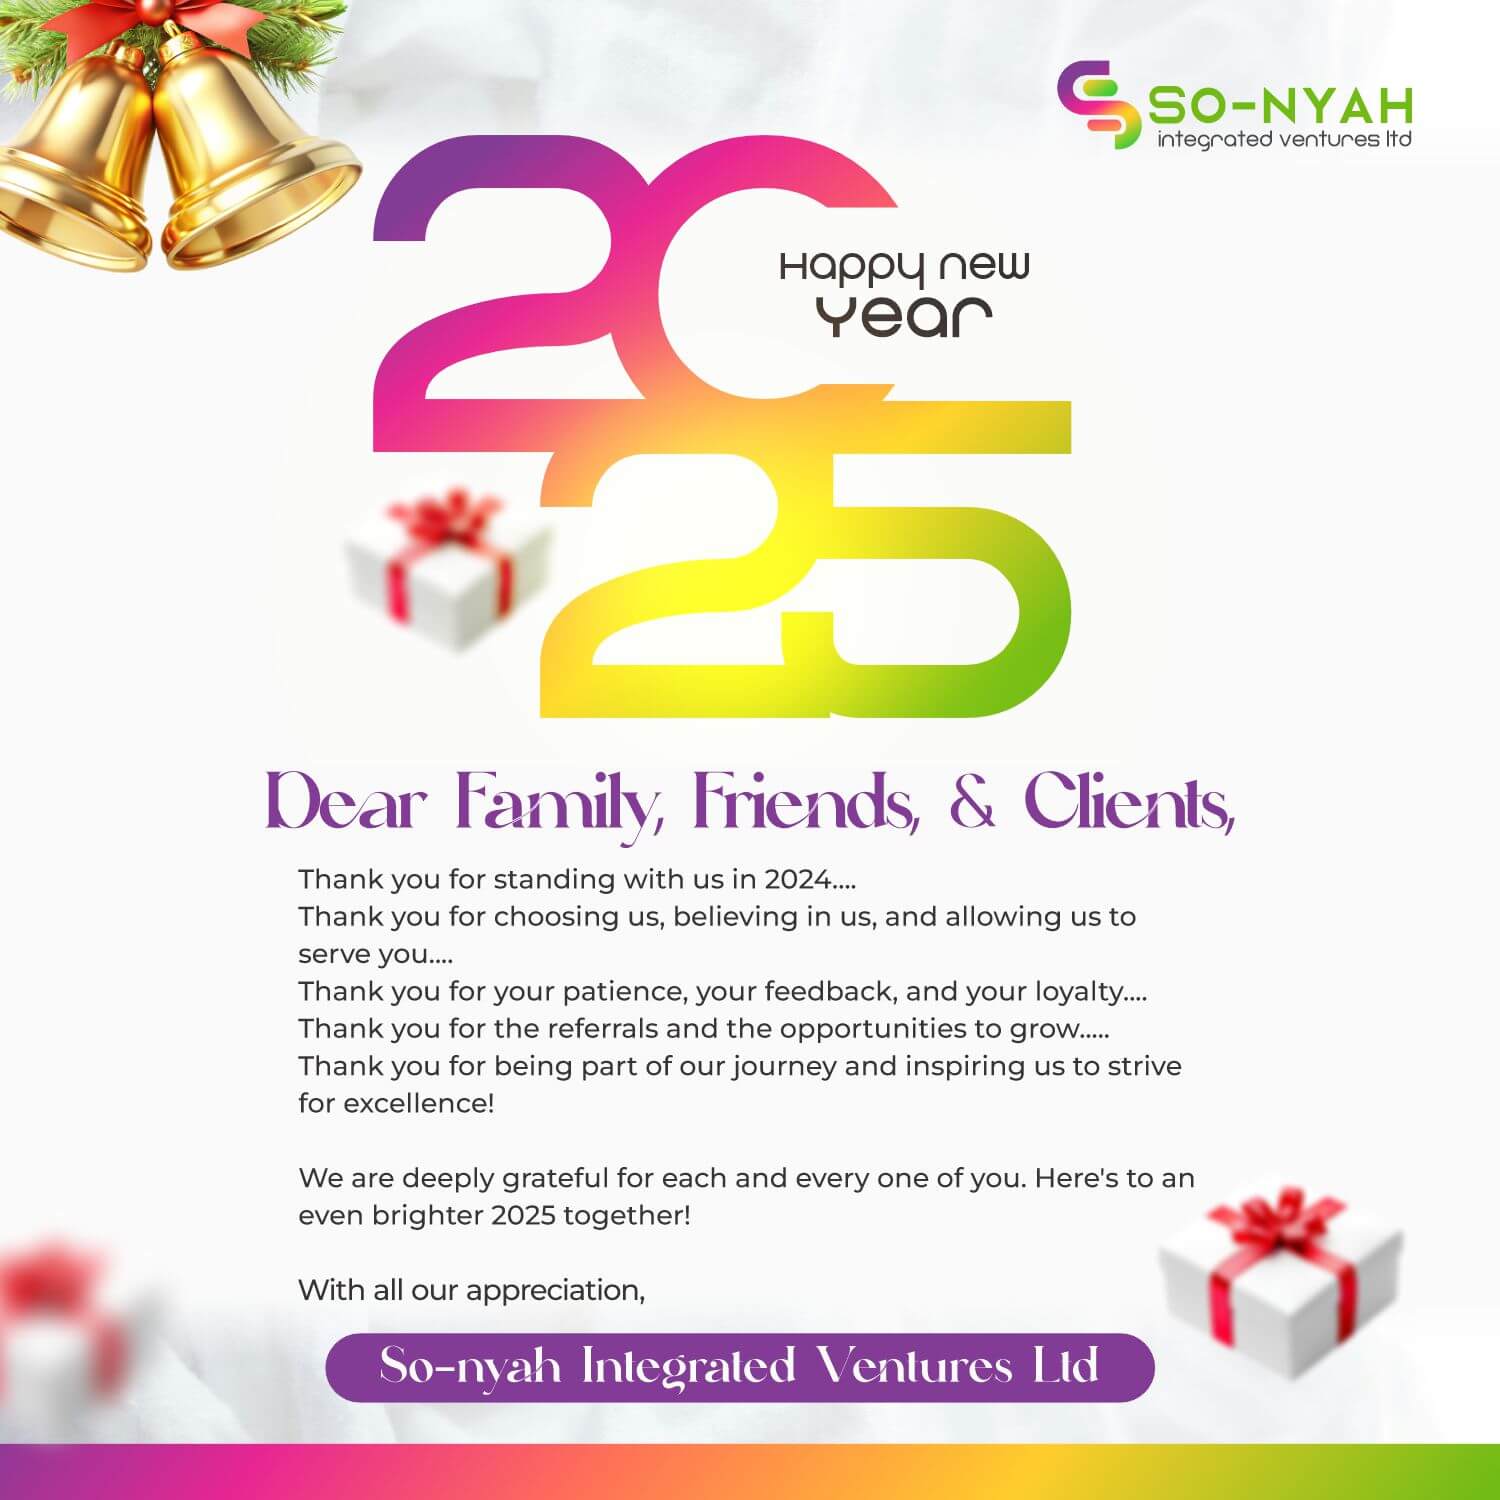 SO-NYAH
integrated ventures ltd
2025
Happy new
Year
Dear Family, Friends, & Clients,
Thank you for standing with us in 2024....
Thank you for choosing us, believing in us, and allowing us to
serve you....
Thank you for your patience, your feedback, and your loyalty....
Thank you for the referrals and the opportunities to grow.....
Thank you for being part of our journey and inspiring us to strive
for excellence!
We are deeply grateful for each and every one of you. Here's to an
even brighter 2025 together!
With all our appreciation,
So-nyah Integrated Ventures Ltd